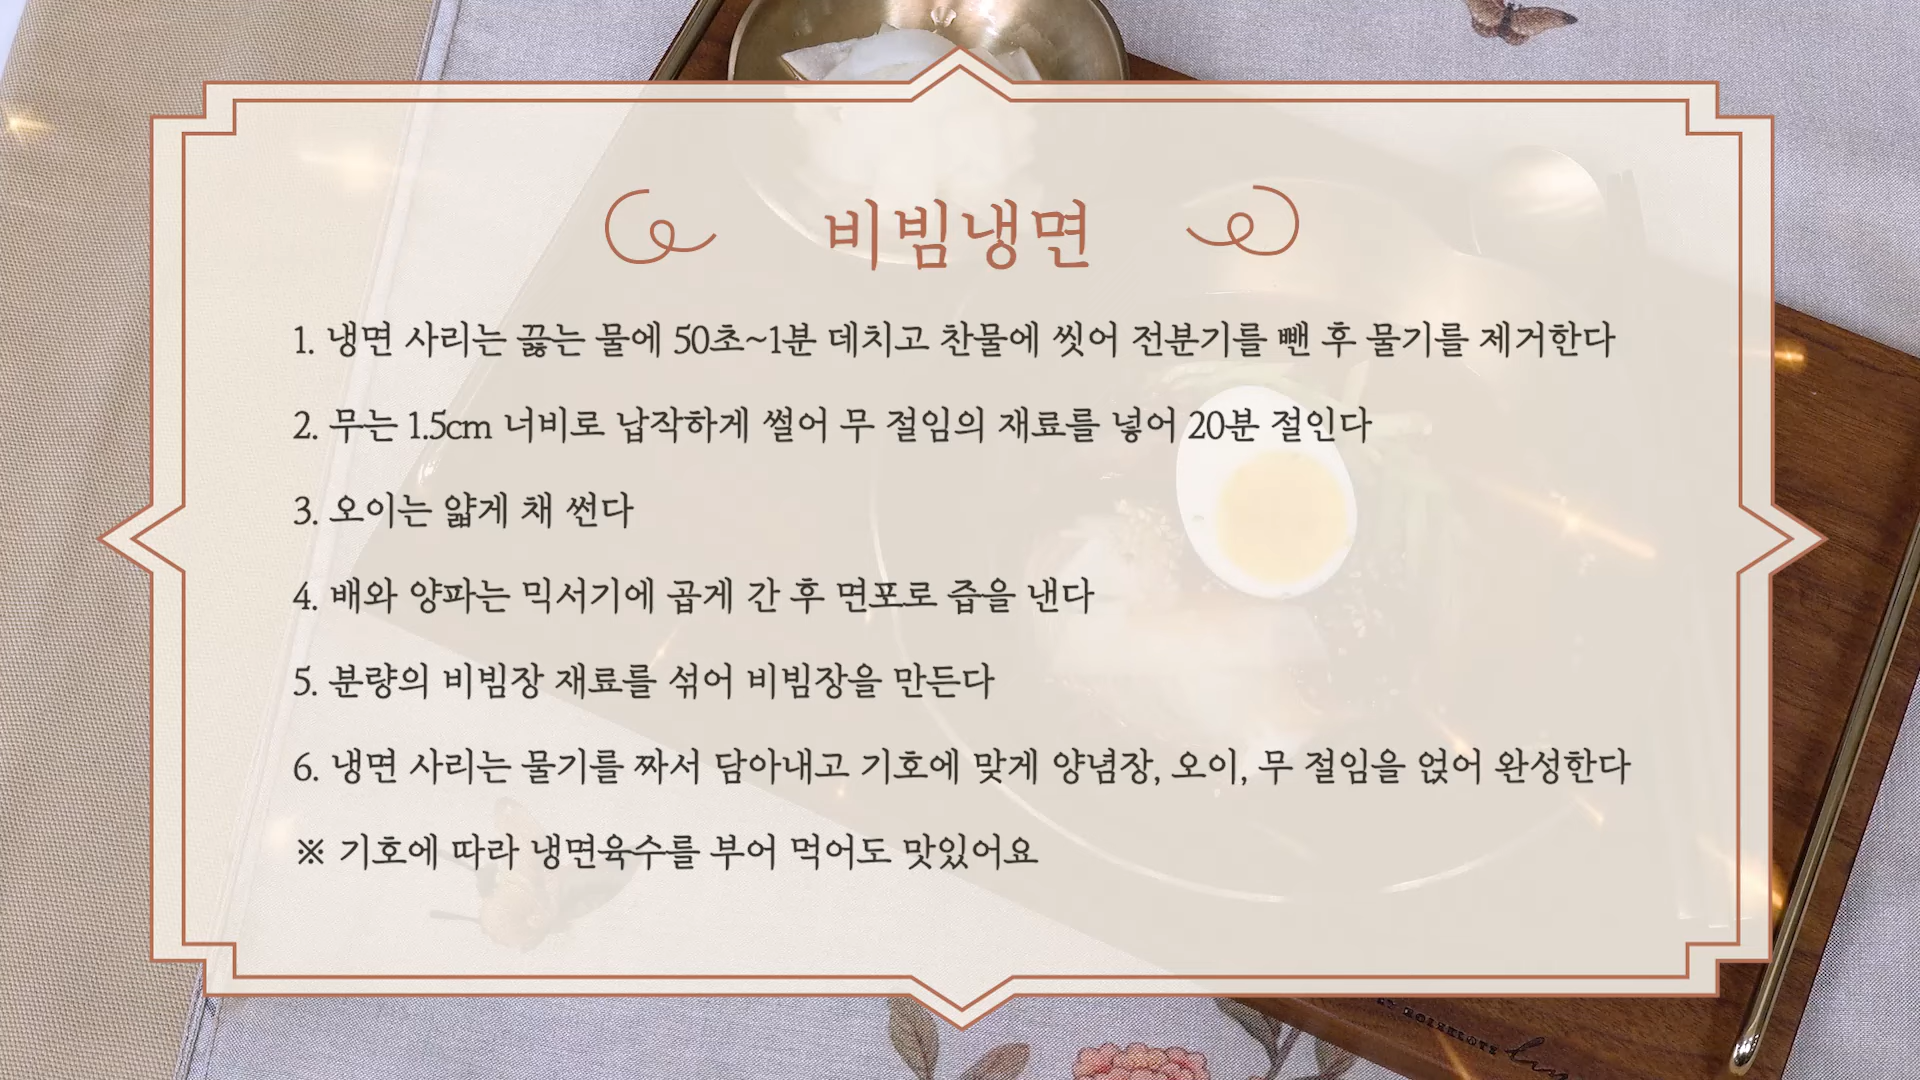 비빔냉면
1. 냉면 사리는 끓는 물에 50초~1분 데치고 찬물에 씻어 전분기를 뺀 후 물기를 제거한다
2. 무는 1.5cm 너비로 납작하게 썰어 무 절임의 재료를 넣어 20분 절인다
3. 오이는 얇게 채 썬다
4. 배와 양파는 믹서기에 곱게 간 후 면포로 즙을 낸다
5. 분량의 비빔장 재료를 섞어 비빔장을 만든다
6. 냉면 사리는 물기를 짜서 담아내고 기호에 맞게 양념장, 오이, 무 절임을 얹어 완성한다
※ 기호에 따라 냉면육수를 부어 먹어도 맛있어요